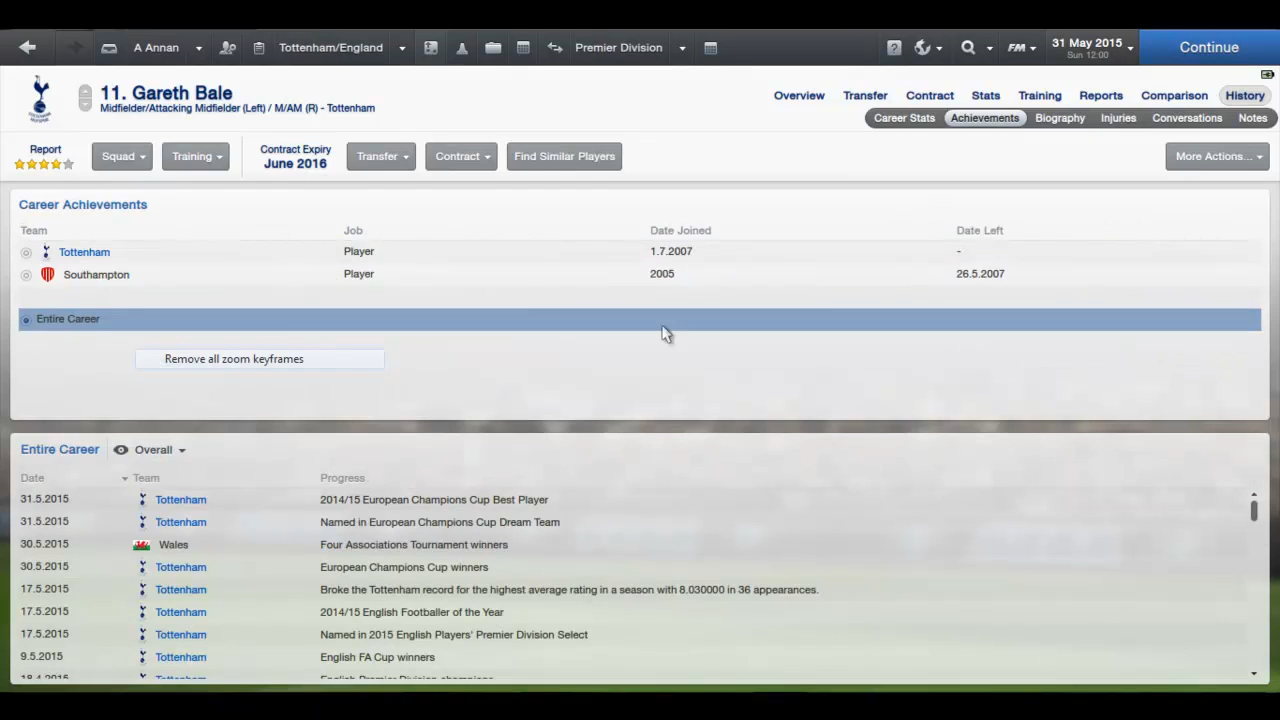 A Annan Tottenham/England Premier Division FM 31 May 2015 Sun 12:00 Continue
11. Gareth Bale
Midfielder/Attacking Midfielder (Left) / M/AM (R) - Tottenham
Overview Transfer Contract Stats Training Reports Comparison History
Career Stats Achievements Biography Injuries Conversations Notes
Report Squad Training Contract Expiry June 2016 Transfer Contract Find Similar Players More Actions...
Career Achievements
Team Job Date Joined Date Left
Tottenham Player 1.7.2007 -
Southampton Player 2005 26.5.2007
Entire Career
Remove all zoom keyframes
Entire Career Overall
Date Team Progress
31.5.2015 Tottenham 2014/15 European Champions Cup Best Player
31.5.2015 Tottenham Named in European Champions Cup Dream Team
30.5.2015 Wales Four Associations Tournament winners
30.5.2015 Tottenham European Champions Cup winners
17.5.2015 Tottenham Broke the Tottenham record for the highest average rating in a season with 8.030000 in 36 appearances.
17.5.2015 Tottenham 2014/15 English Footballer of the Year
17.5.2015 Tottenham Named in 2015 English Players' Premier Division Select
9.5.2015 Tottenham English FA Cup winners
18.4.2015 Tottenham English Premier Division champions